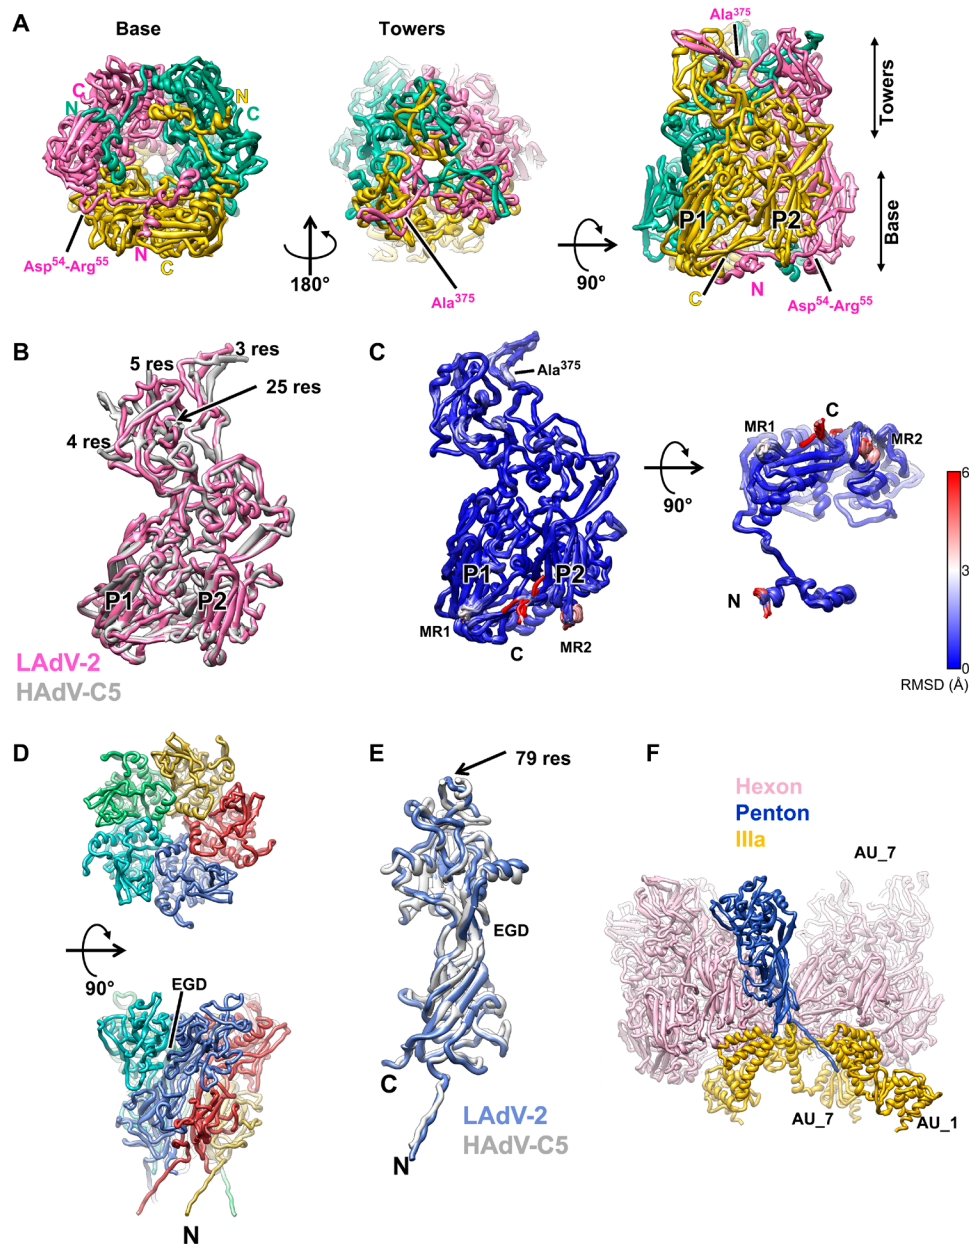 A
Base
Towers
Ala³⁷⁵
C
N
N
C
Asp⁵⁴-Arg⁵⁵
N
C
180°
Ala³⁷⁵
90°
P1
P2
C
N
Asp⁵⁴-Arg⁵⁵
Towers
Base
B
5 res
3 res
25 res
4 res
P1
P2
LAdV-2
HAdV-C5
C
Ala³⁷⁵
P1
P2
MR1
C
MR2
90°
MR1
C
MR2
N
6
3
0
RMSD (Å)
D
90°
EGD
N
E
79 res
EGD
C
N
LAdV-2
HAdV-C5
F
Hexon
Penton
IIIa
AU_7
AU_7
AU_1